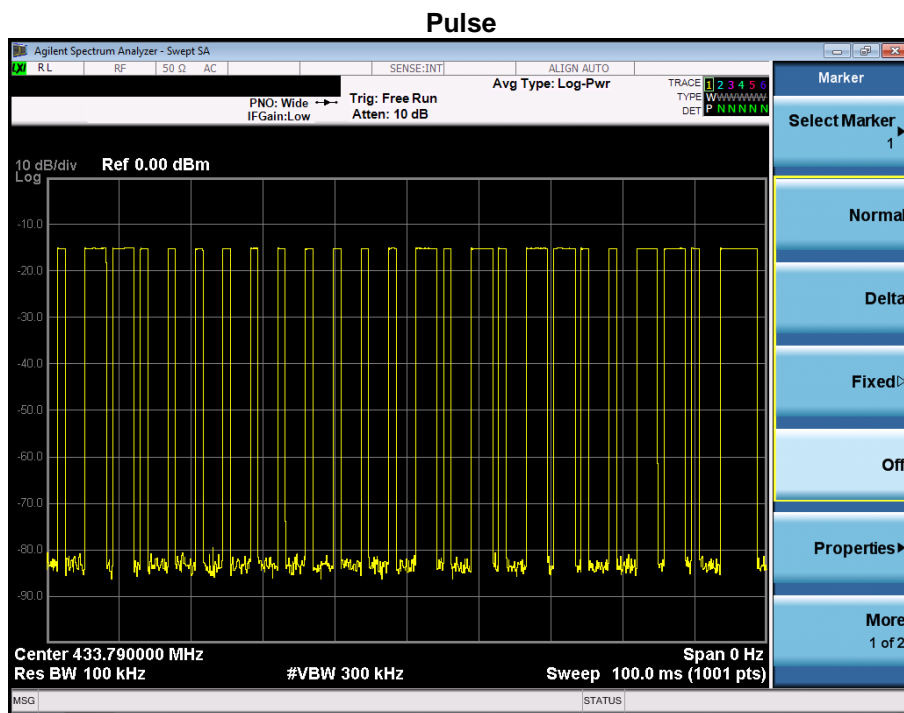 Pulse
Agilent Spectrum Analyzer - Swept SA
LXI RL RF 50 Ω AC SENSE:INT ALIGN AUTO
Avg Type: Log-Pwr
PNO: Wide
IFGain:Low
Trig: Free Run
Atten: 10 dB
TRACE 1 2 3 4 5 6
TYPE WWWWWW
DET P N N N N N
10 dB/div Ref 0.00 dBm
Log
-10.0
-20.0
-30.0
-40.0
-50.0
-60.0
-70.0
-80.0
-90.0
Center 433.790000 MHz Span 0 Hz
Res BW 100 kHz #VBW 300 kHz Sweep 100.0 ms (1001 pts)
MSG STATUS
Marker
Select Marker
1
Normal
Delta
Fixed
Off
Properties
More
1 of 2